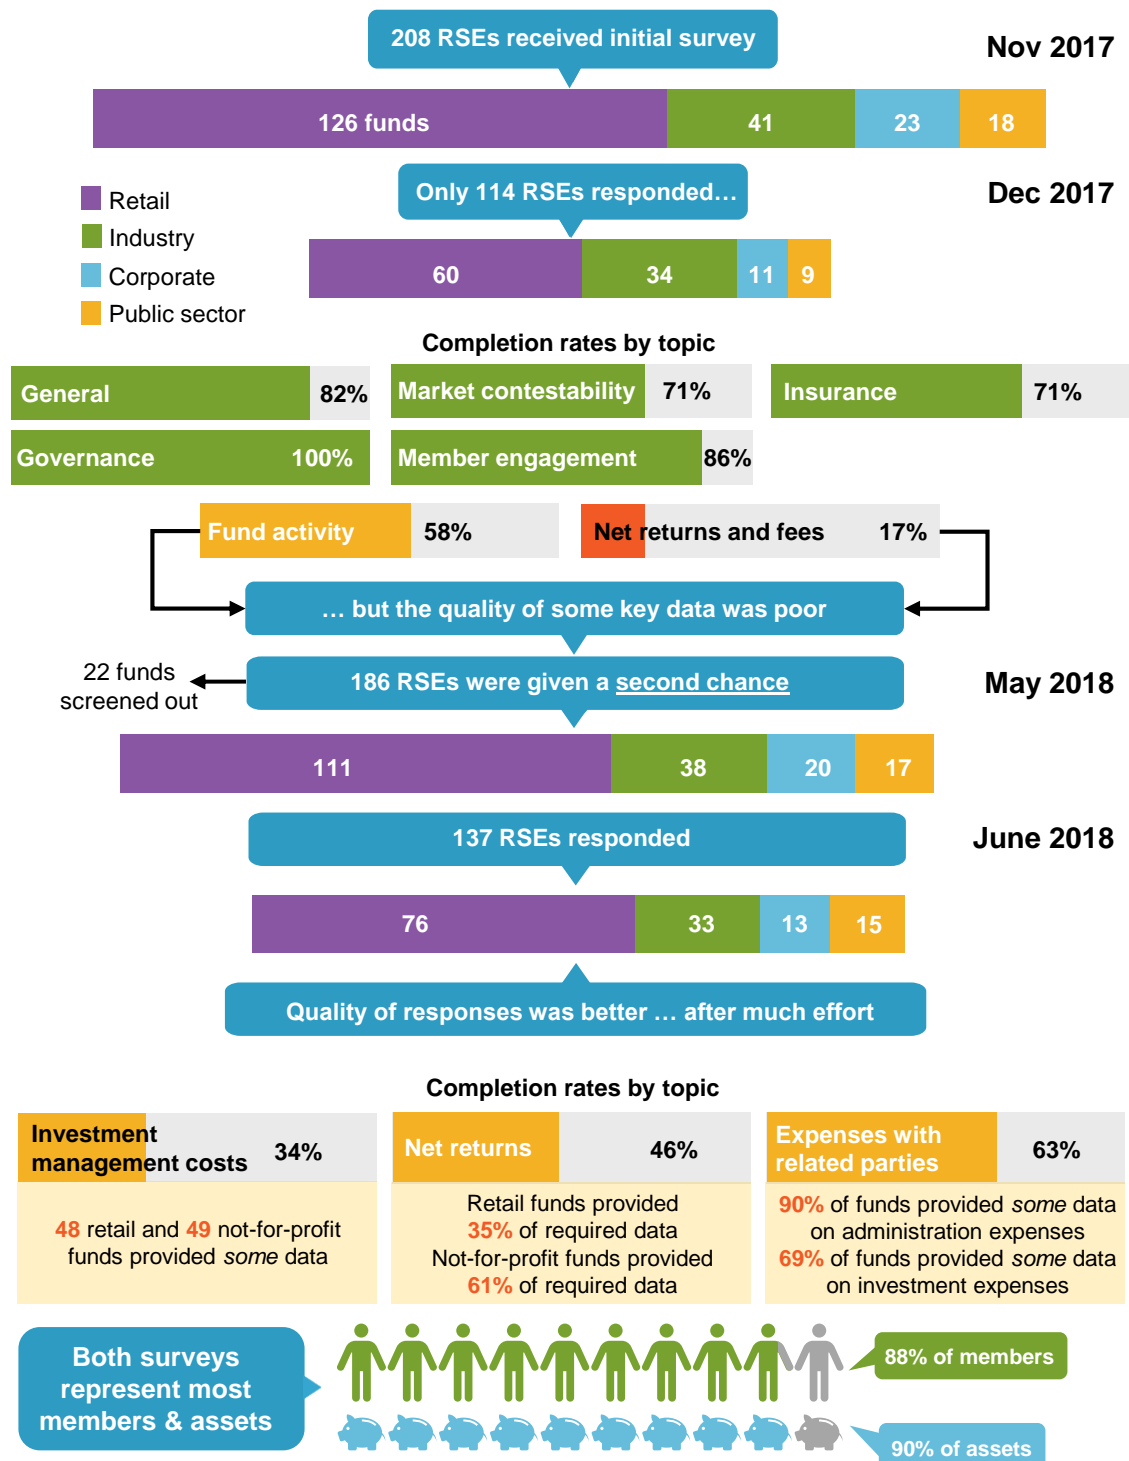 208 RSEs received initial survey
Nov 2017
126 funds
41
23
18
Only 114 RSEs responded…
Dec 2017
Retail
Industry
Corporate
Public sector
60
34
11
9
Completion rates by topic
General
82%
Market contestability
71%
Insurance
71%
Governance
100%
Member engagement
86%
Fund activity
58%
Net returns and fees
17%
… but the quality of some key data was poor
22 funds
screened out
186 RSEs were given a second chance
May 2018
111
38
20
17
137 RSEs responded
June 2018
76
33
13
15
Quality of responses was better … after much effort
Completion rates by topic
Investment
management costs
34%
Net returns
46%
Expenses with
related parties
63%
48 retail and 49 not-for-profit
funds provided some data
Retail funds provided
35% of required data
Not-for-profit funds provided
61% of required data
90% of funds provided some data
on administration expenses
69% of funds provided some data
on investment expenses
Both surveys
represent most
members & assets
88% of members
90% of assets